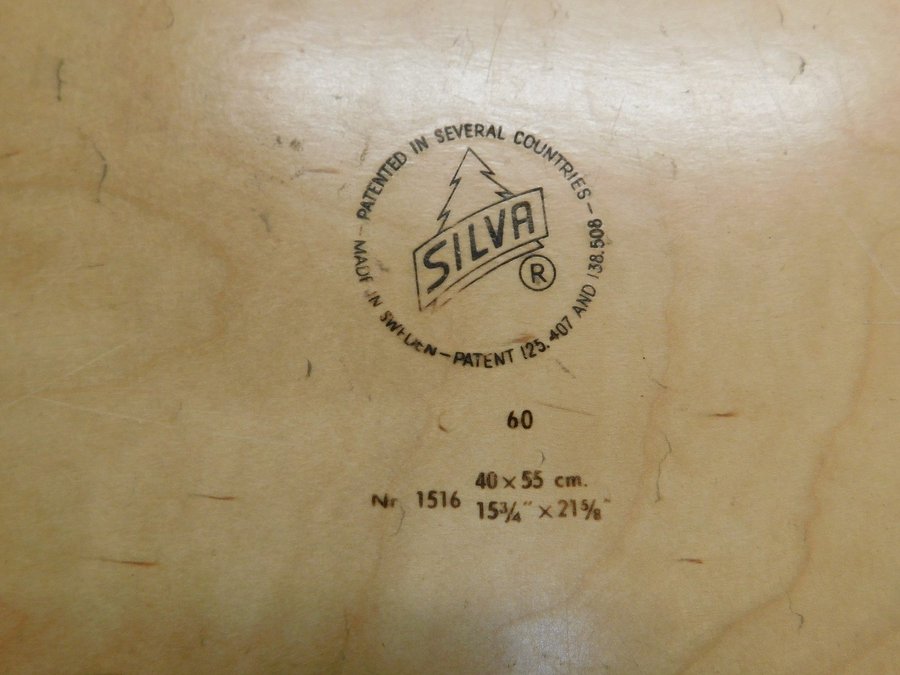 PATENTED IN SEVERAL COUNTRIES – 
MADE IN SWEDEN – PATENT 125.407 AND 138.508
SILVA
®
60
Nr 1516
40 x 55 cm.
15¾" x 21⅝"